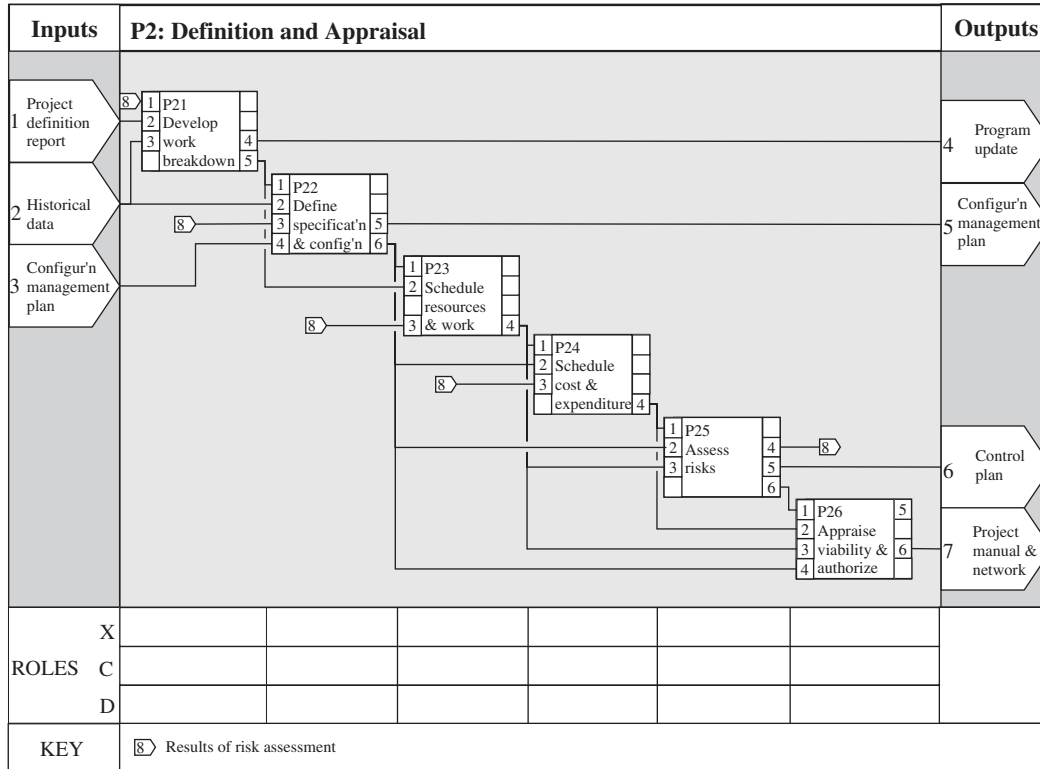 Inputs
P2: Definition and Appraisal
Outputs
1
Project
definition
report
2
Historical
data
3
Configur'n
management
plan
8
1 P21
2 Develop
3 work 4
breakdown 5
1 P22
2 Define
8
3 specificat'n 5
4 & config'n 6
1 P23
2 Schedule
resources
8
3 & work 4
1 P24
2 Schedule
8
3 cost &
expenditure 4
1 P25
2 Assess 4
8
3 risks 5
6
1 P26 5
2 Appraise
3 viability & 6
4 authorize
4
Program
update
5
Configur'n
management
plan
6
Control
plan
7
Project
manual &
network
ROLES
X
C
D
KEY
8 Results of risk assessment